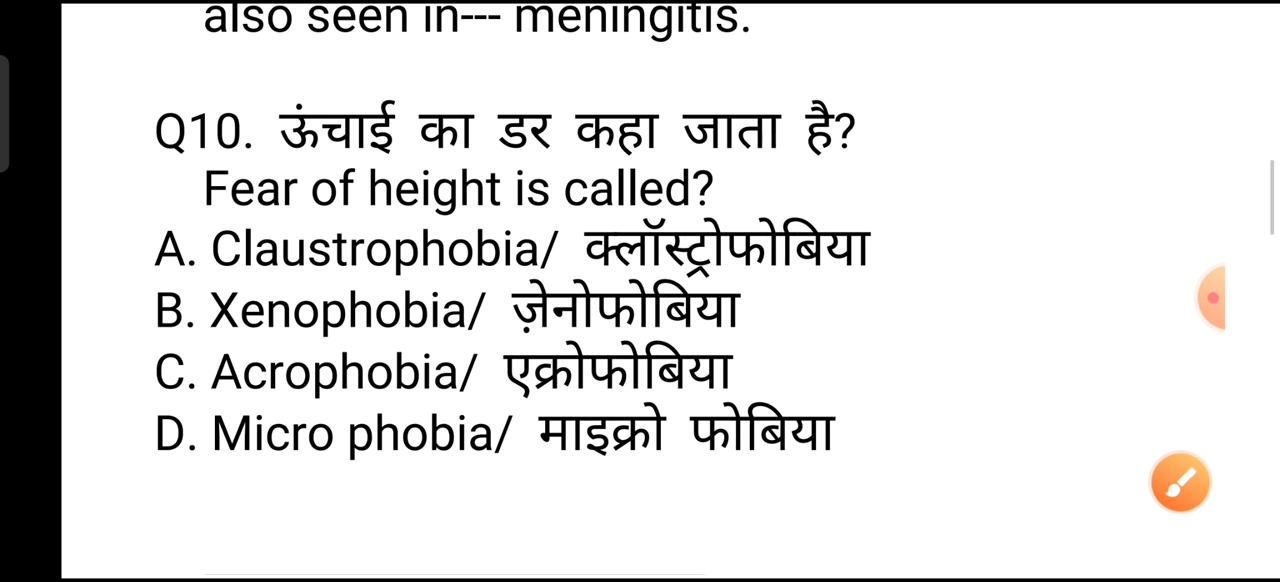 also seen in--- meningitis.
Q10. ऊंचाई का डर कहा जाता है?
Fear of height is called?
A. Claustrophobia/ क्लॉस्ट्रोफोबिया
B. Xenophobia/ ज़ेनोफोबिया
C. Acrophobia/ एक्रोफोबिया
D. Micro phobia/ माइक्रो फोबिया